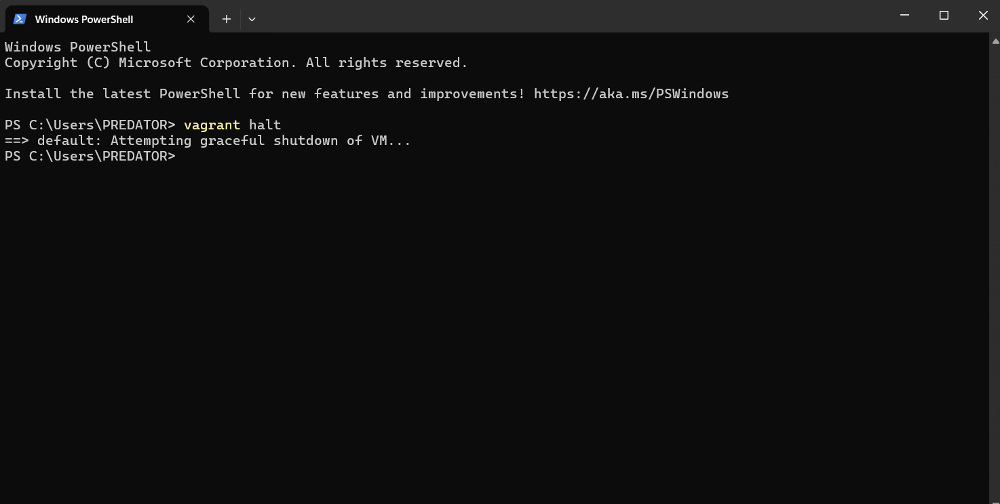 Windows PowerShell
Windows PowerShell
Copyright (C) Microsoft Corporation. All rights reserved.
Install the latest PowerShell for new features and improvements! https://aka.ms/PSWindows
PS C:\Users\PREDATOR> vagrant halt
==> default: Attempting graceful shutdown of VM...
PS C:\Users\PREDATOR>